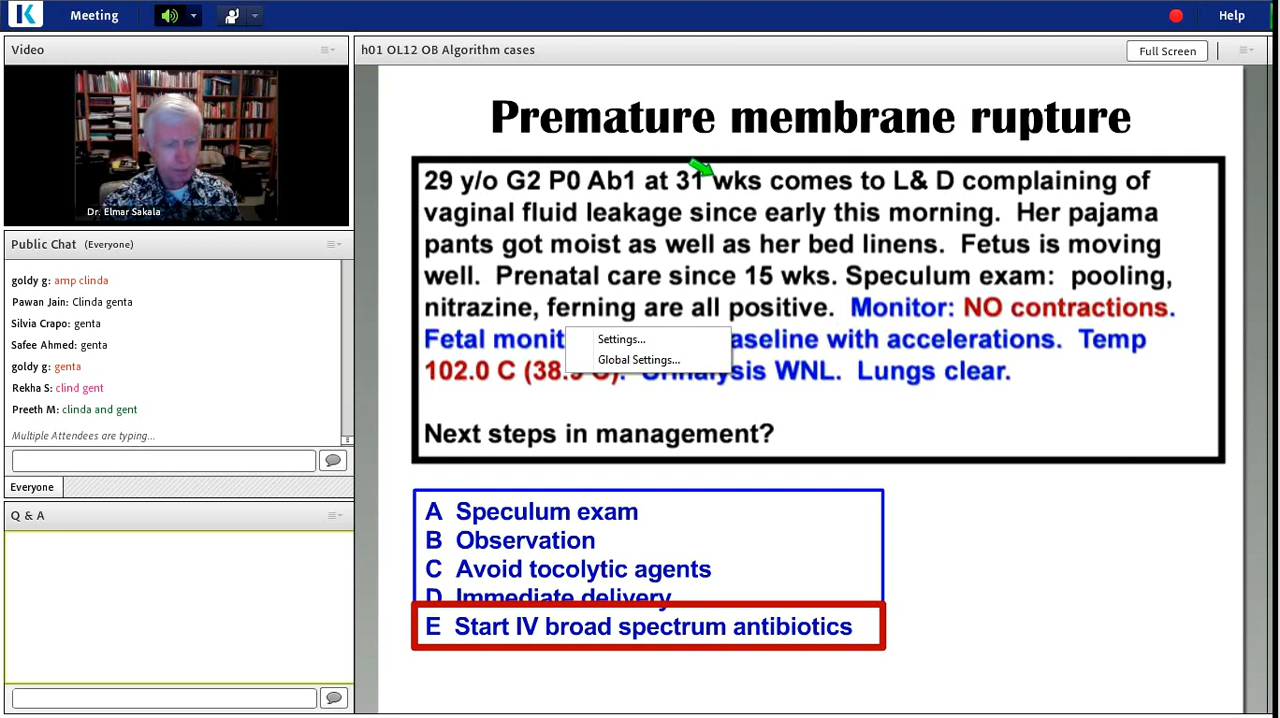 K
Meeting
Help
Video
Dr. Elmar Sakala
Public Chat (Everyone)
goldy g: amp clinda
Pawan Jain: Clinda genta
Silvia Crapo: genta
Safee Ahmed: genta
goldy g: genta
Rekha S: clind gent
Preeth M: clinda and gent
Multiple Attendees are typing...
Everyone
Q & A
h01 OL12 OB Algorithm cases
Full Screen
Premature membrane rupture
29 y/o G2 P0 Ab1 at 31 wks comes to L& D complaining of
vaginal fluid leakage since early this morning. Her pajama
pants got moist as well as her bed linens. Fetus is moving
well. Prenatal care since 15 wks. Speculum exam: pooling,
nitrazine, ferning are all positive. Monitor: NO contractions.
Fetal monit aseline with accelerations. Temp
102.0 C (38. C). Urinalysis WNL. Lungs clear.
Settings...
Global Settings...
Next steps in management?
A Speculum exam
B Observation
C Avoid tocolytic agents
D Immediate delivery
E Start IV broad spectrum antibiotics